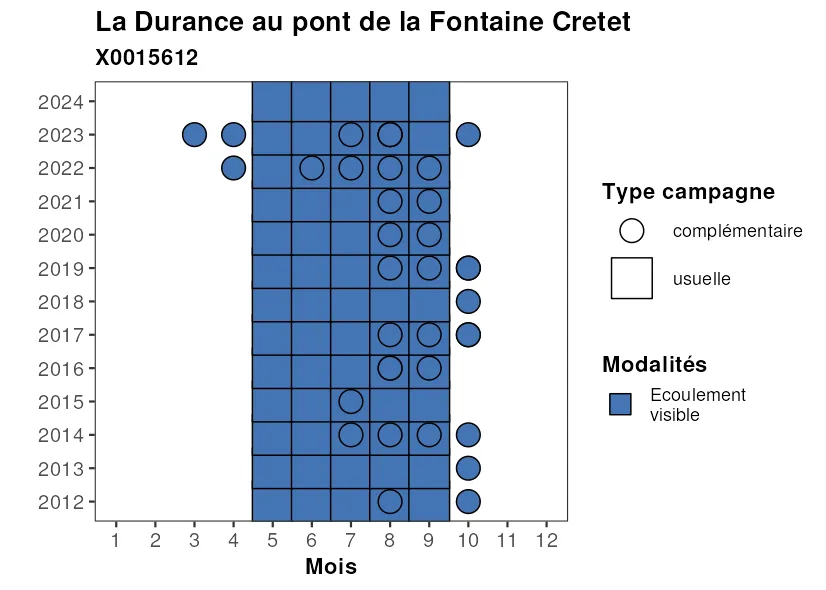 La Durance au pont de la Fontaine Cretet
X0015612
2024
2023
2022
2021
2020
2019
2018
2017
2016
2015
2014
2013
2012
1 2 3 4 5 6 7 8 9 10 11 12
Mois
Type campagne
complémentaire
usuelle
Modalités
Ecoulement
visible